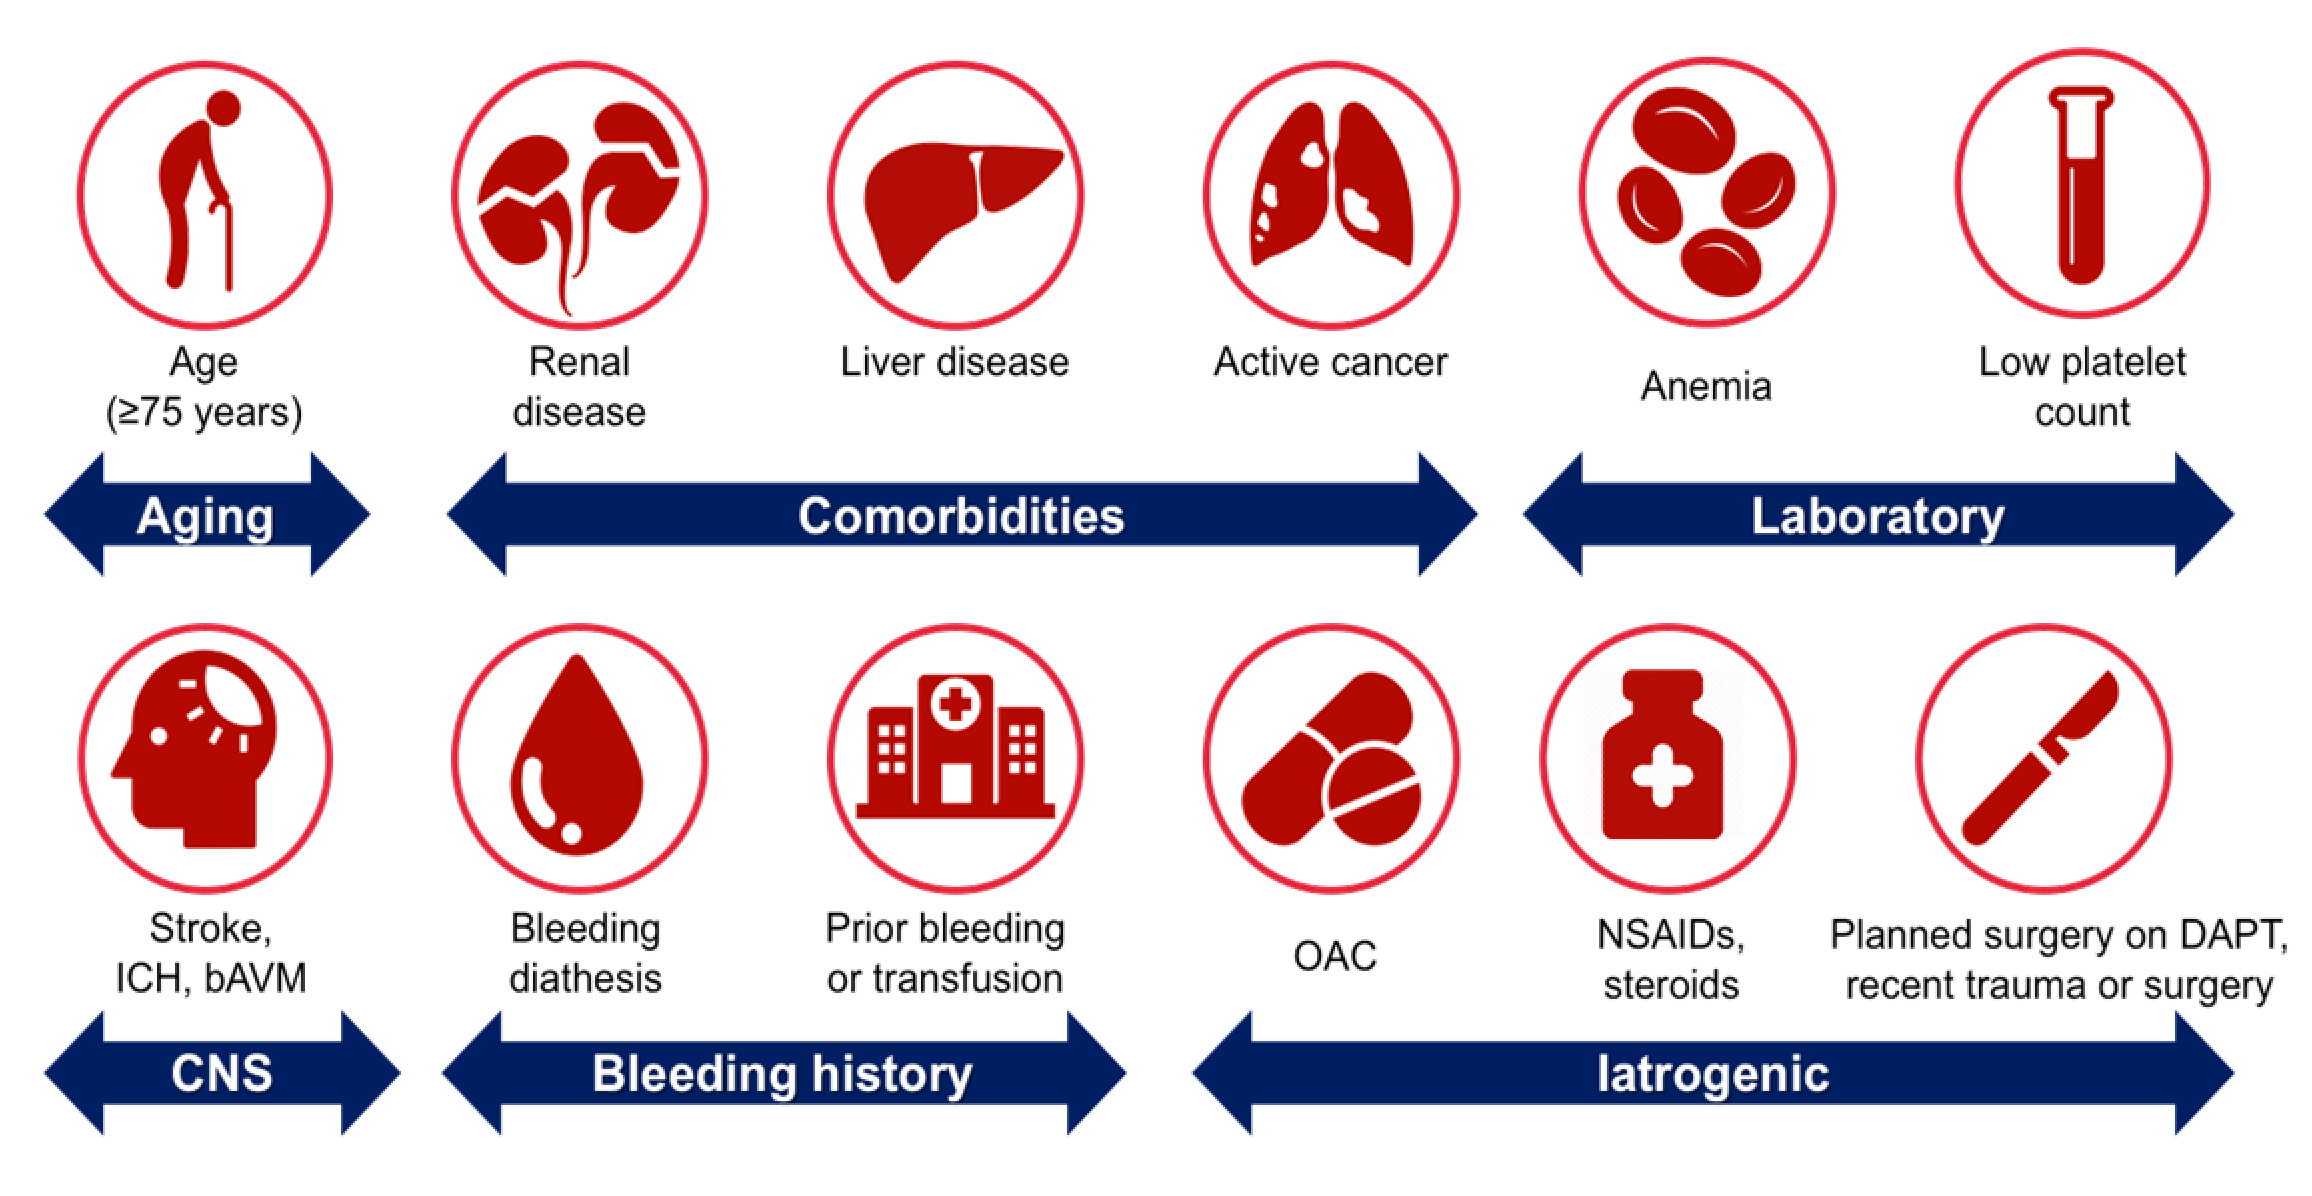 Age
(≥75 years)
Renal
disease
Liver disease
Active cancer
Anemia
Low platelet
count
Aging
Comorbidities
Laboratory
Stroke,
ICH, bAVM
Bleeding
diathesis
Prior bleeding
or transfusion
OAC
NSAIDs,
steroids
Planned surgery on DAPT,
recent trauma or surgery
CNS
Bleeding history
Iatrogenic